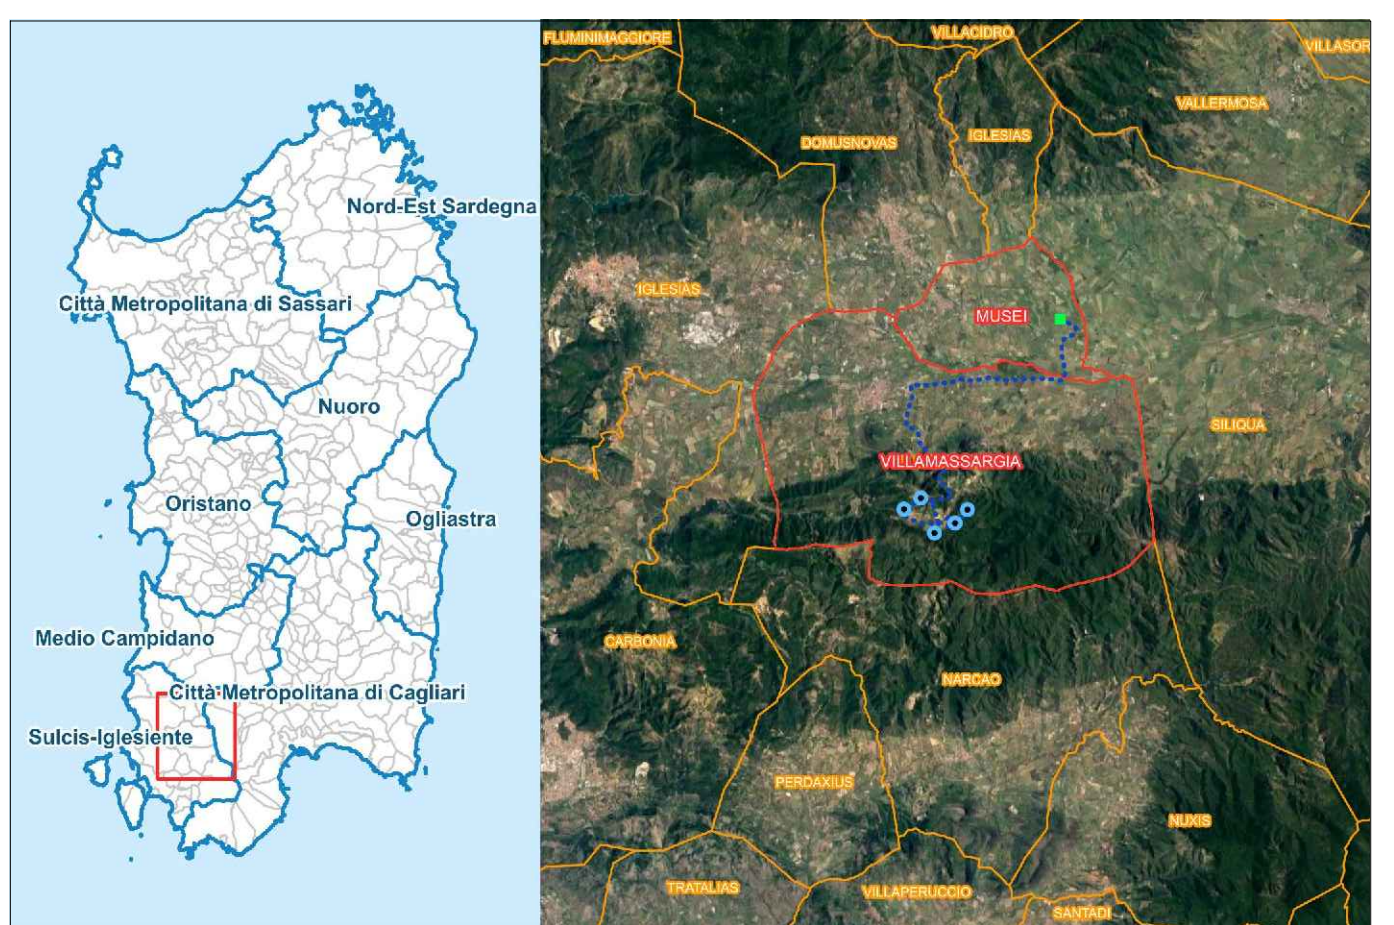 Nord-Est Sardegna
Città Metropolitana di Sassari
Nuoro
Oristano
Ogliastra
Medio Campidano
Città Metropolitana di Cagliari
Sulcis-Iglesiente
FLUMINIMAGGIORE
VILLACIDRO
VILLASOR
VALLERMOSA
DOMUSNOVAS
IGLESIAS
IGLESIAS
MUSEI
SILIQUA
VILLAMASSARGIA
CARBONIA
NARCAO
PERDAXIUS
NUXIS
TRATALIAS
VILLAPERUCCIO
SANTADI